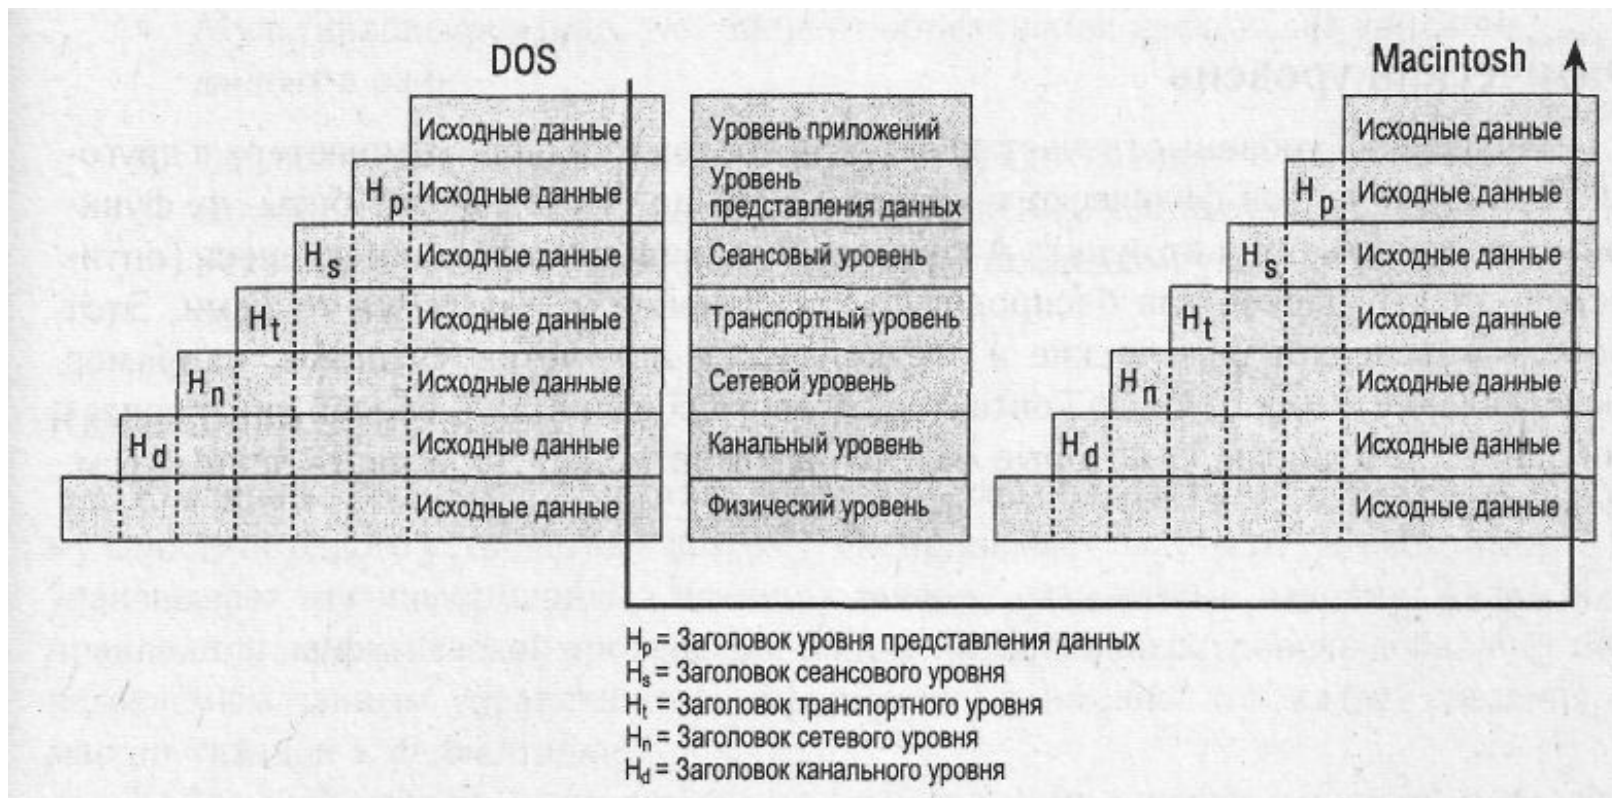 DOS
Macintosh
Исходные данные
Уровень приложений
Исходные данные
Hp
Исходные данные
Уровень
представления данных
Hp
Исходные данные
Hs
Исходные данные
Сеансовый уровень
Hs
Исходные данные
Ht
Исходные данные
Транспортный уровень
Ht
Исходные данные
Hn
Исходные данные
Сетевой уровень
Hn
Исходные данные
Hd
Исходные данные
Канальный уровень
Hd
Исходные данные
Исходные данные
Физический уровень
Исходные данные
Hp = Заголовок уровня представления данных
Hs = Заголовок сеансового уровня
Ht = Заголовок транспортного уровня
Hn = Заголовок сетевого уровня
Hd = Заголовок канального уровня